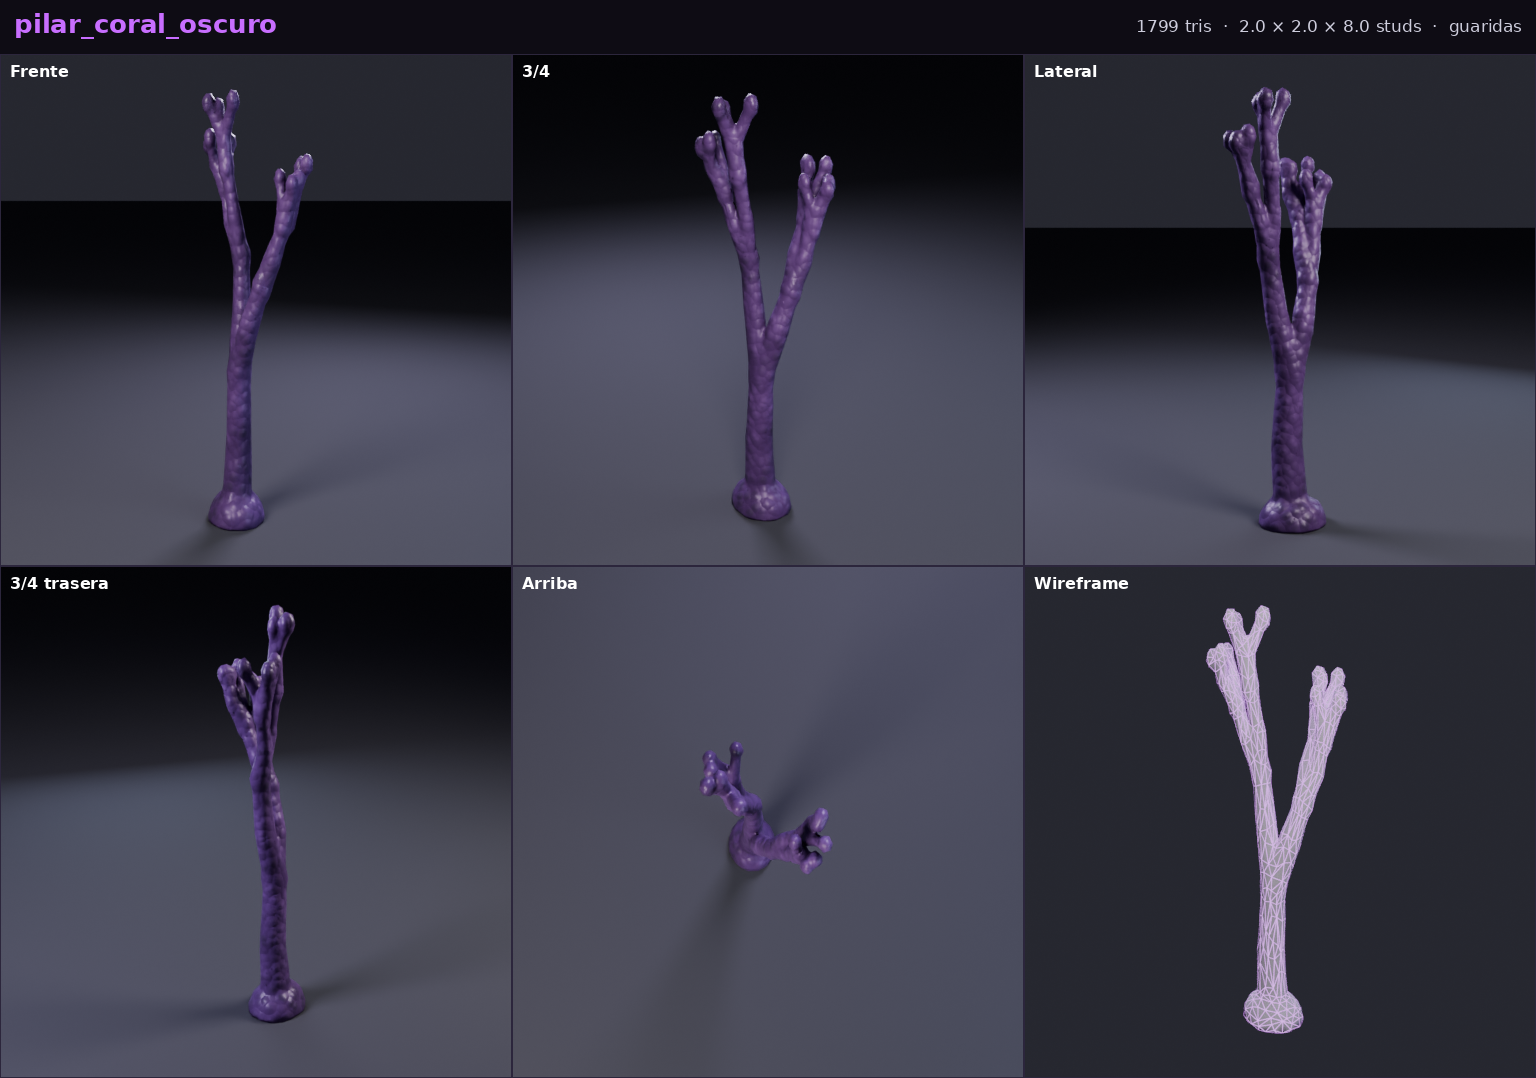 pilar_coral_oscuro
1799 tris · 2.0 × 2.0 × 8.0 studs · guaridas
Frente
3/4
Lateral
3/4 trasera
Arriba
Wireframe